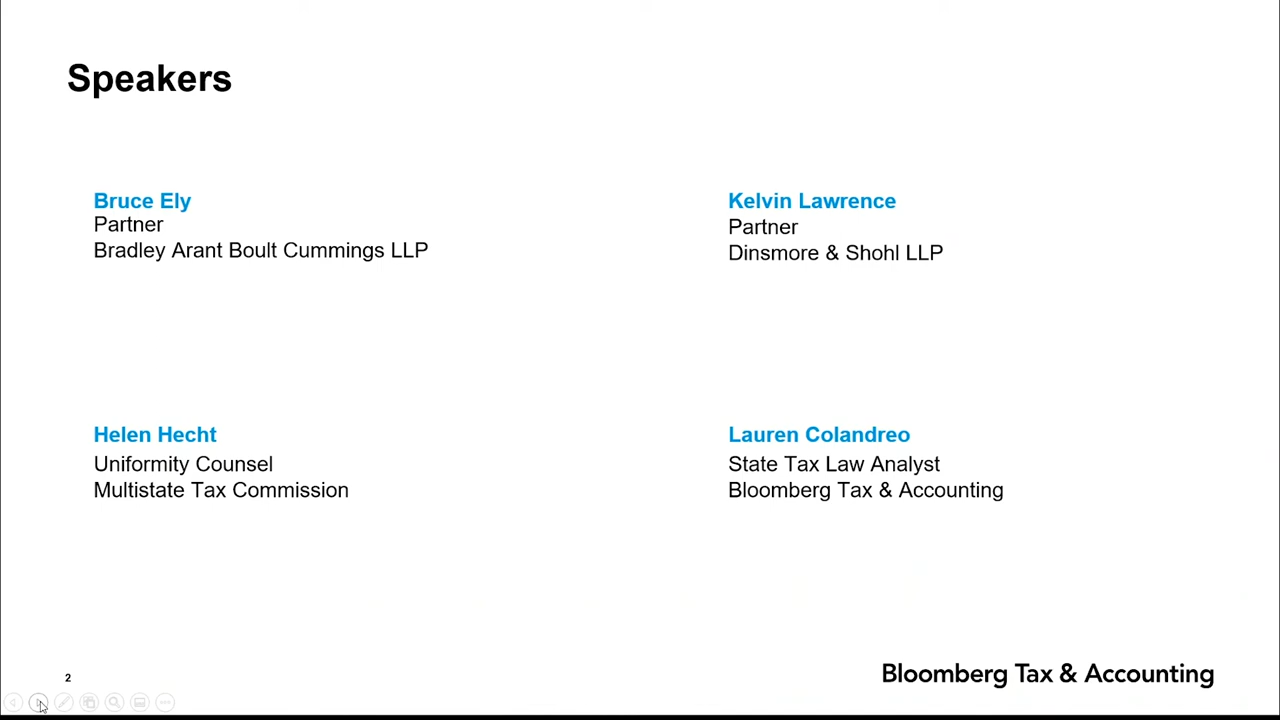 Speakers
Bruce Ely
Partner
Bradley Arant Boult Cummings LLP
Kelvin Lawrence
Partner
Dinsmore & Shohl LLP
Helen Hecht
Uniformity Counsel
Multistate Tax Commission
Lauren Colandreo
State Tax Law Analyst
Bloomberg Tax & Accounting
2
Bloomberg Tax & Accounting